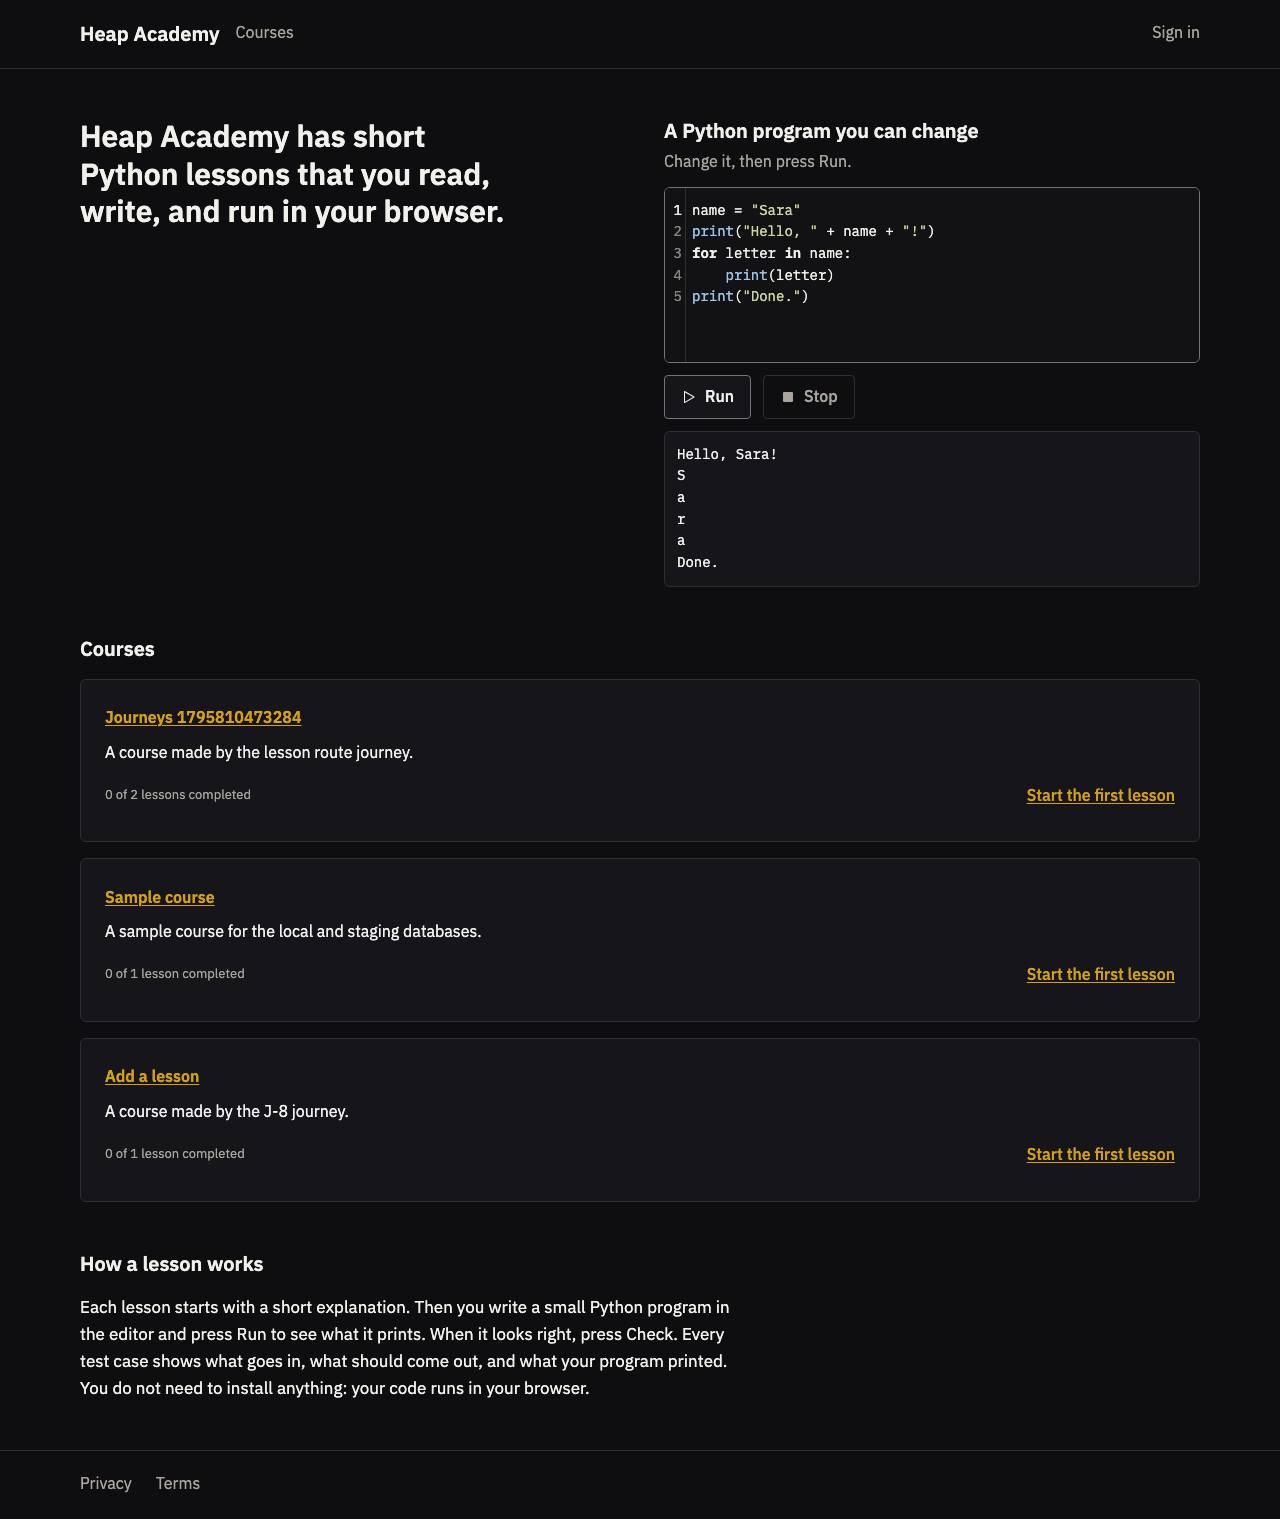 Heap Academy Courses Sign in
Heap Academy has short
Python lessons that you read,
write, and run in your browser.
A Python program you can change
Change it, then press Run.
1 name = "Sara"
2 print("Hello, " + name + "!")
3 for letter in name:
4     print(letter)
5 print("Done.")
Run Stop
Hello, Sara!
S
a
r
a
Done.
Courses
Journeys 1795810473284
A course made by the lesson route journey.
0 of 2 lessons completed Start the first lesson
Sample course
A sample course for the local and staging databases.
0 of 1 lesson completed Start the first lesson
Add a lesson
A course made by the J-8 journey.
0 of 1 lesson completed Start the first lesson
How a lesson works
Each lesson starts with a short explanation. Then you write a small Python program in
the editor and press Run to see what it prints. When it looks right, press Check. Every
test case shows what goes in, what should come out, and what your program printed.
You do not need to install anything: your code runs in your browser.
Privacy Terms